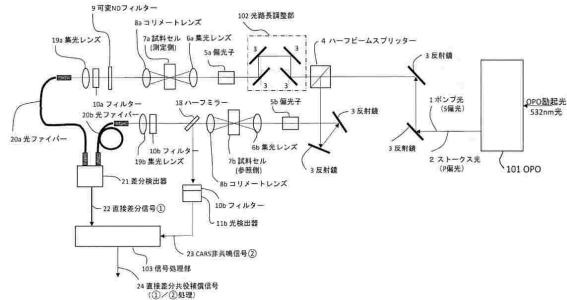 9 可変NDフィルター
102 光路長調整部
19a 集光レンズ
8a コリメートレンズ
7a 試料セル
(測定側)
6a 集光レンズ
5a 偏光子
3
3
3
3
4 ハーフビームスプリッター
3 反射鏡
OPO励起光
532nm光
10a フィルター
20b 光ファイバー
18 ハーフミラー
5b 偏光子
3 反射鏡
1 ポンプ光
(S偏光)
20a 光ファイバー
10b フィルター
19b 集光レンズ
7b 試料セル
(参照側)
6b 集光レンズ
3 反射鏡
3 反射鏡
2 ストークス光
(P偏光)
101 OPO
8b コリメートレンズ
21 差分検出器
10b フィルター
11b 光検出器
22 直接差分信号①
23 CARS非共鳴信号②
103 信号処理部
24 直接差分共役補償信号
(①/②処理)